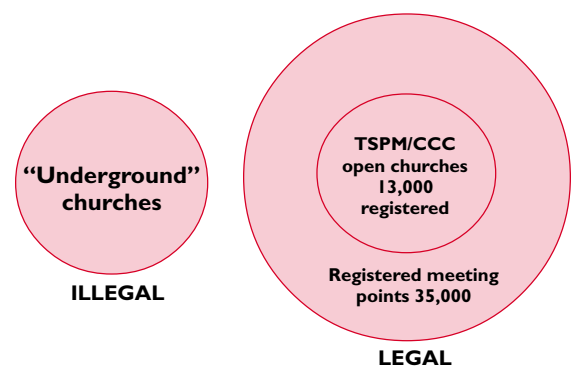 “Underground”
churches
ILLEGAL
TSPM/CCC
open churches
13,000
registered
Registered meeting
points 35,000
LEGAL